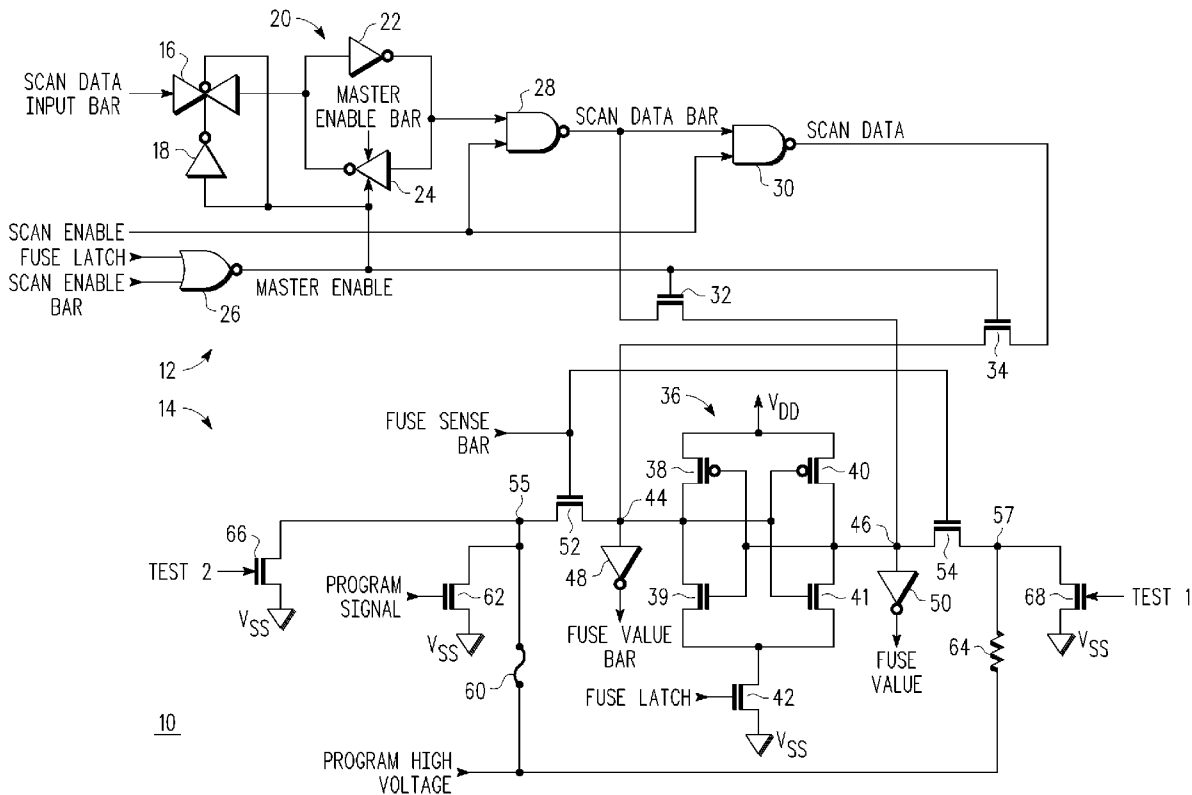 20
22
16
SCAN DATA
INPUT BAR
MASTER
ENABLE BAR
28
SCAN DATA BAR
SCAN DATA
18
24
30
SCAN ENABLE
FUSE LATCH
SCAN ENABLE
BAR
26
MASTER ENABLE
32
34
12
14
36
VDD
FUSE SENSE
BAR
38
40
55
44
46
57
52
54
66
TEST 2
48
50
PROGRAM
SIGNAL
62
39
41
68
TEST 1
VSS
VSS
FUSE VALUE
BAR
FUSE
VALUE
64
VSS
60
FUSE LATCH
42
10
VSS
PROGRAM HIGH
VOLTAGE